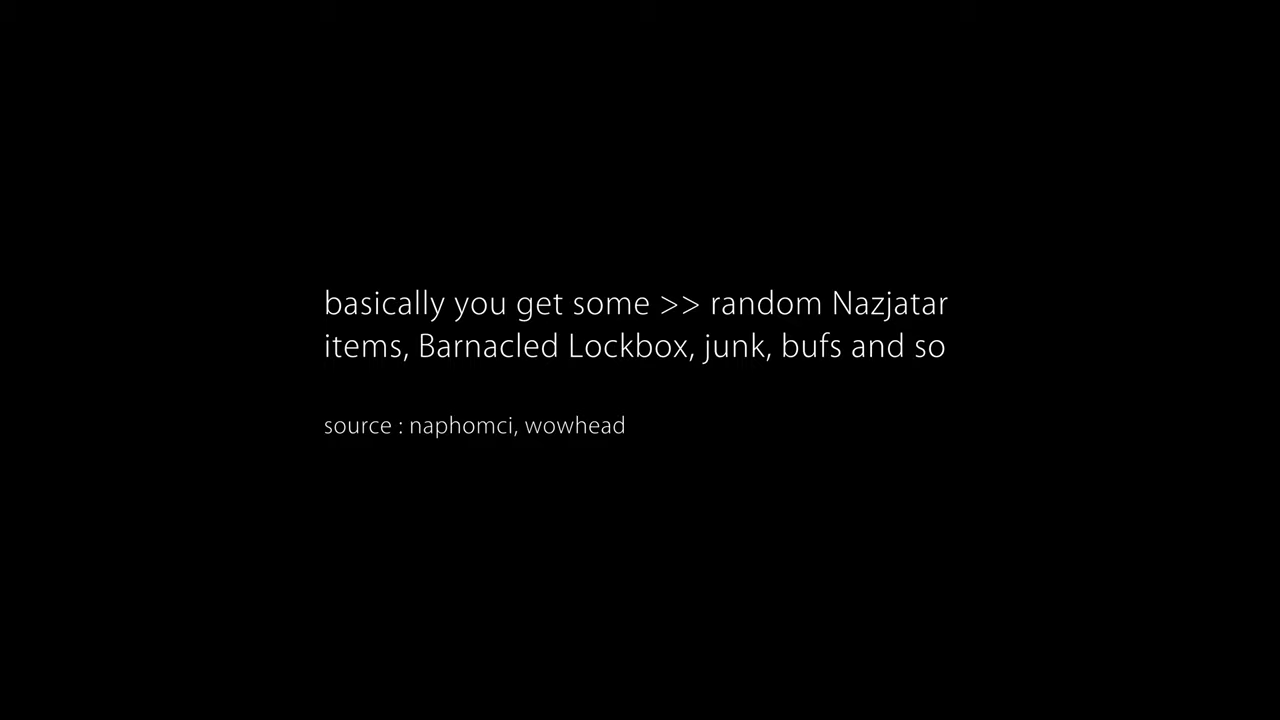 basically you get some >> random Nazjatar
items, Barnacled Lockbox, junk, bufs and so
source : naphomci, wowhead